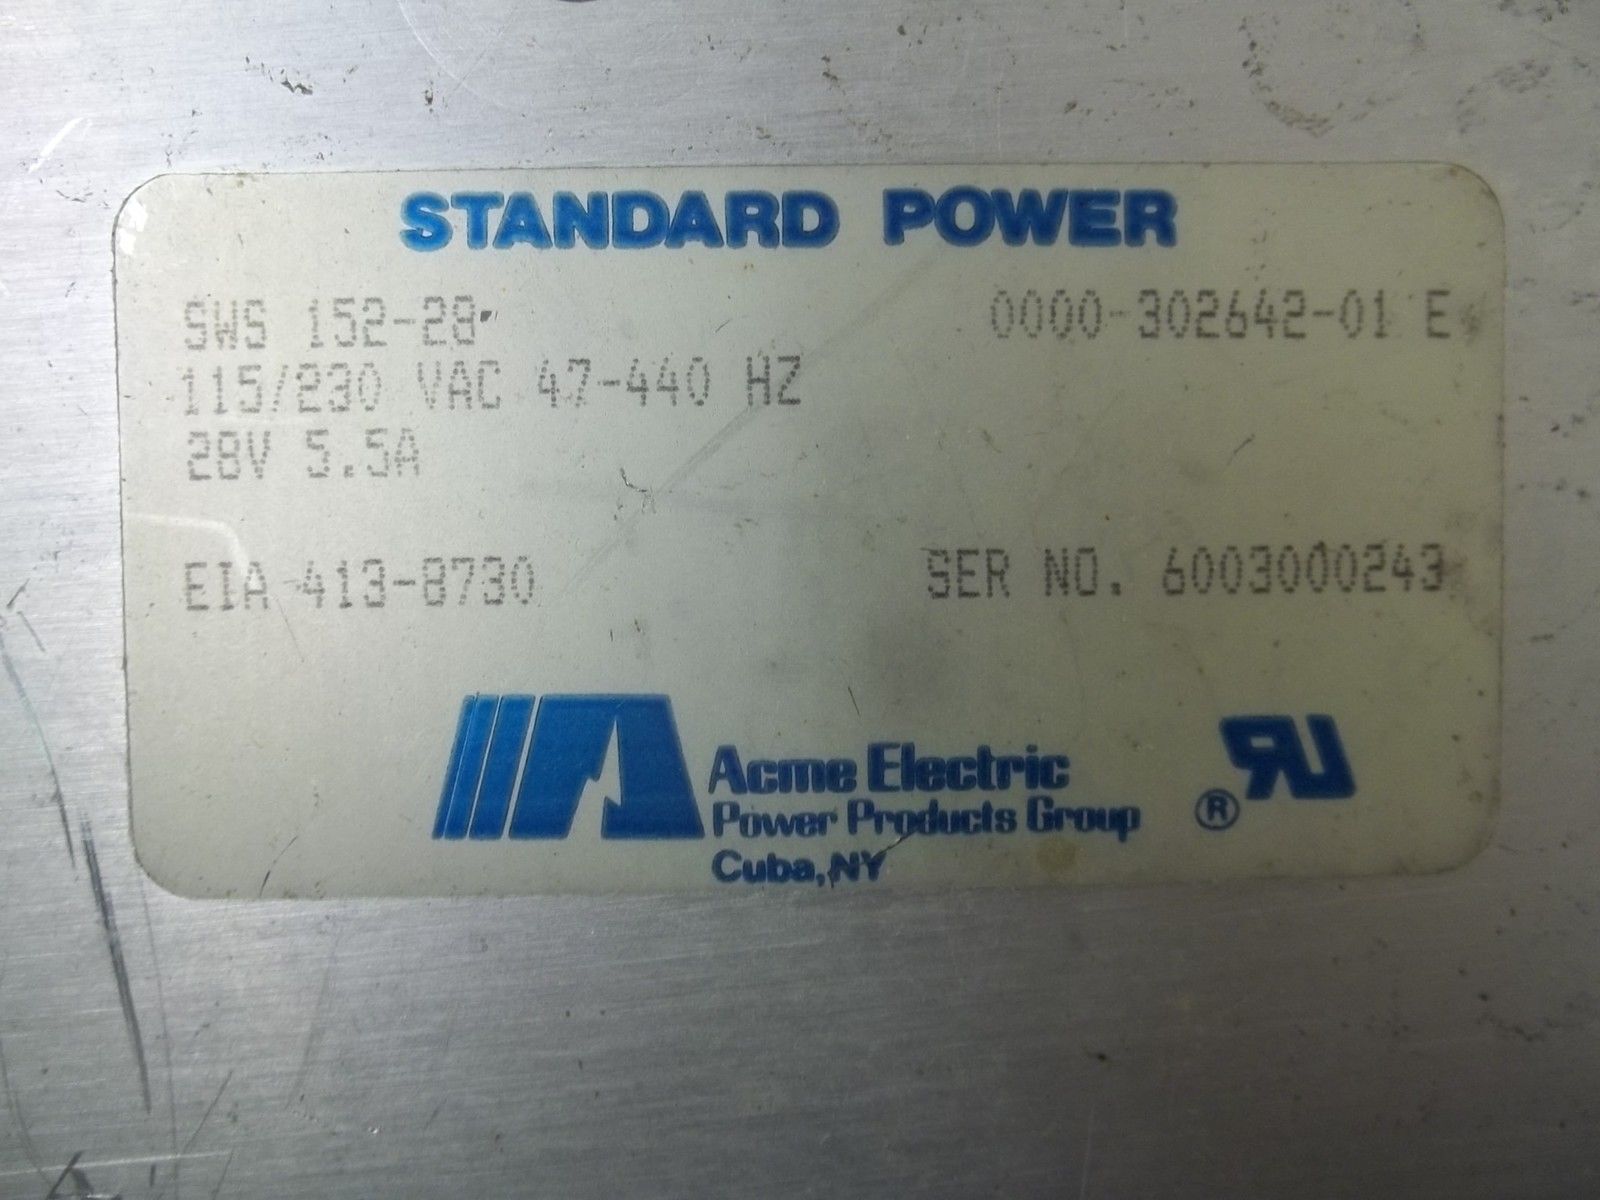 STANDARD POWER
SWS 152-28
0000-302642-01 E
115/230 VAC 47-440 HZ
28V 5.5A
EIA 413-8730
SER NO. 6003000243
Acme Electric
Power Products Group
Cuba, NY
®